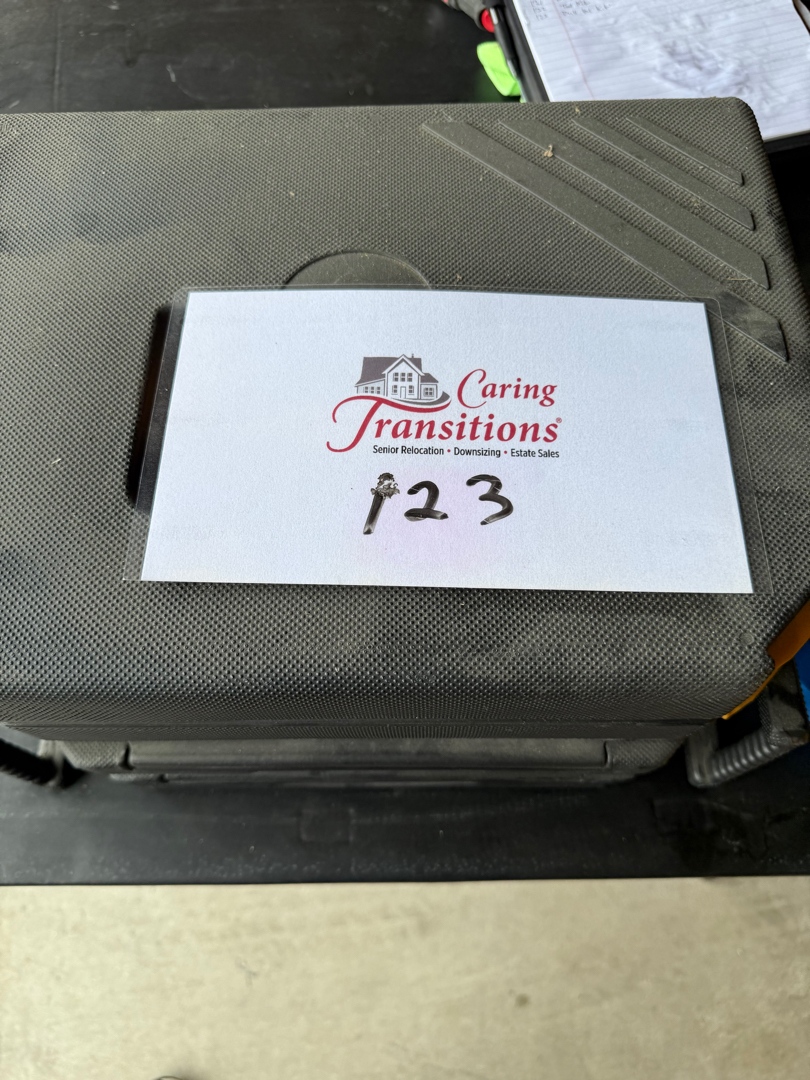 Caring
Transitions®
Senior Relocation • Downsizing • Estate Sales
123